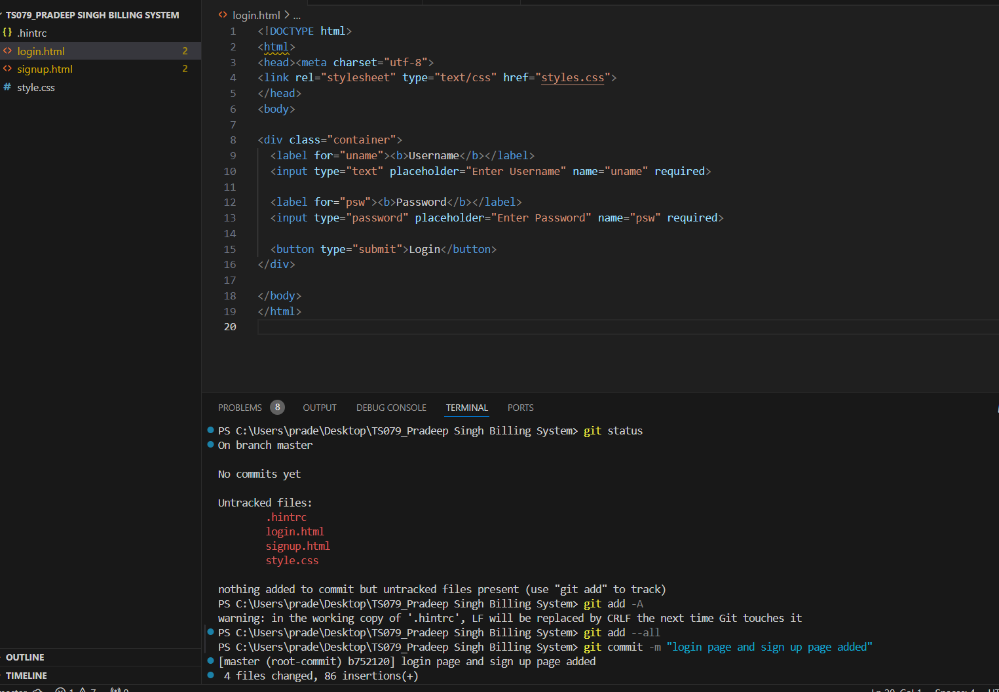 TS079_PRADEEP SINGH BILLING SYSTEM
{} .hintrc
<> login.html 2
<> signup.html 2
# style.css
OUTLINE
TIMELINE
<> login.html > ...
1 <!DOCTYPE html>
2 <html>
3 <head><meta charset="utf-8">
4 <link rel="stylesheet" type="text/css" href="styles.css">
5 </head>
6 <body>
7
8 <div class="container">
9 <label for="uname"><b>Username</b></label>
10 <input type="text" placeholder="Enter Username" name="uname" required>
11
12 <label for="psw"><b>Password</b></label>
13 <input type="password" placeholder="Enter Password" name="psw" required>
14
15 <button type="submit">Login</button>
16 </div>
17
18 </body>
19 </html>
20
PROBLEMS 8 OUTPUT DEBUG CONSOLE TERMINAL PORTS
PS C:\Users\prade\Desktop\TS079_Pradeep Singh Billing System> git status
On branch master
No commits yet
Untracked files:
.hintrc
login.html
signup.html
style.css
nothing added to commit but untracked files present (use "git add" to track)
PS C:\Users\prade\Desktop\TS079_Pradeep Singh Billing System> git add -A
warning: in the working copy of '.hintrc', LF will be replaced by CRLF the next time Git touches it
PS C:\Users\prade\Desktop\TS079_Pradeep Singh Billing System> git add --all
PS C:\Users\prade\Desktop\TS079_Pradeep Singh Billing System> git commit -m "login page and sign up page added"
[master (root-commit) b752120] login page and sign up page added
4 files changed, 86 insertions(+)